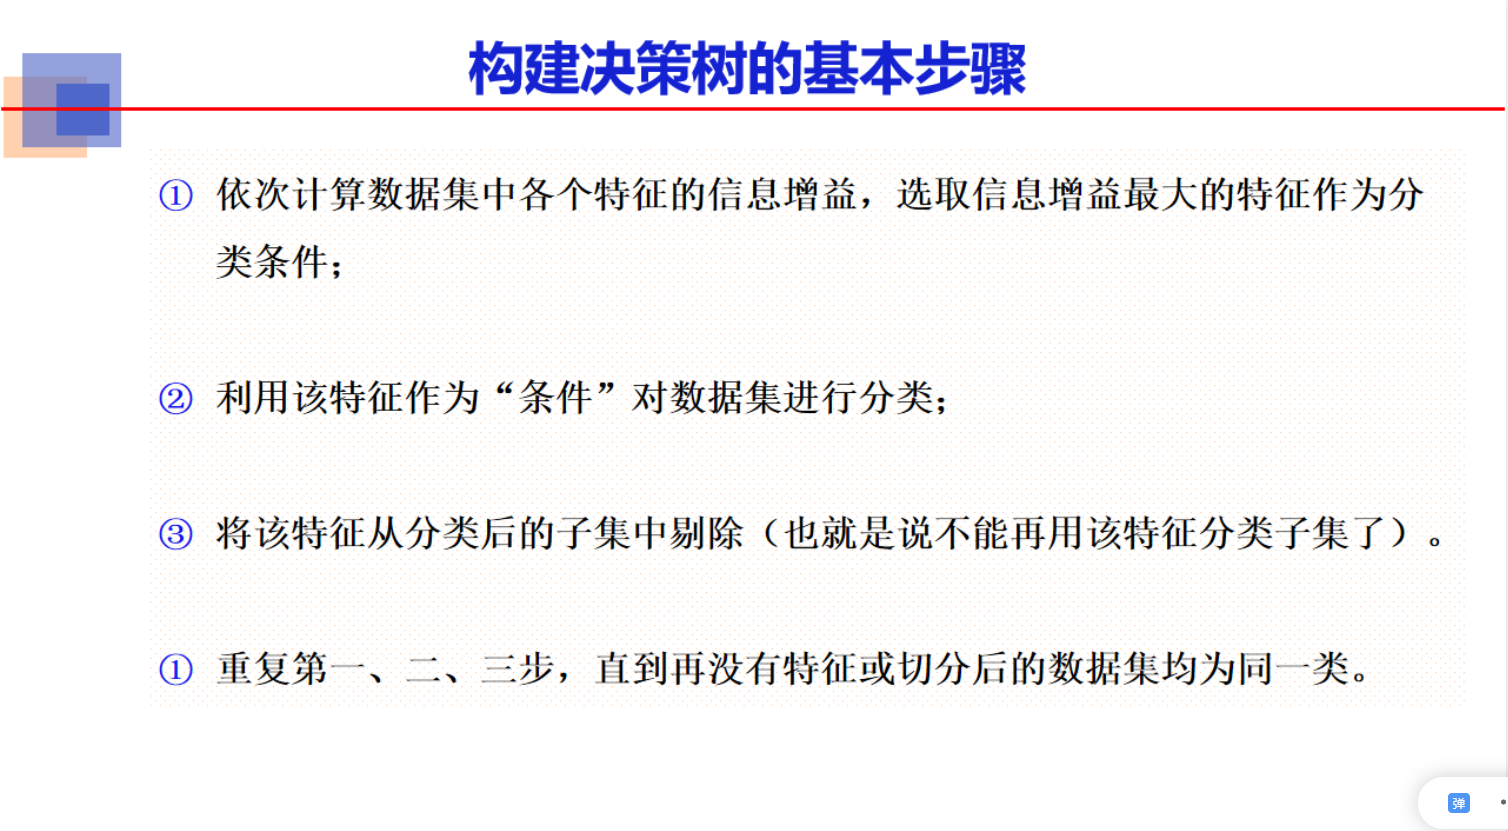 构建决策树的基本步骤
① 依次计算数据集中各个特征的信息增益，选取信息增益最大的特征作为分
类条件；
② 利用该特征作为“条件”对数据集进行分类；
③ 将该特征从分类后的子集中剔除（也就是说不能再用该特征分类子集了）。
① 重复第一、二、三步，直到再没有特征或切分后的数据集均为同一类。
弹